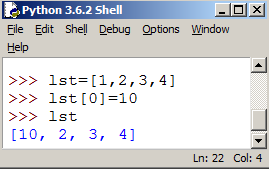 Python 3.6.2 Shell
File Edit Shell Debug Options Window
Help
>>> lst=[1,2,3,4]
>>> lst[0]=10
>>> lst
[10, 2, 3, 4]
Ln: 22 Col: 4